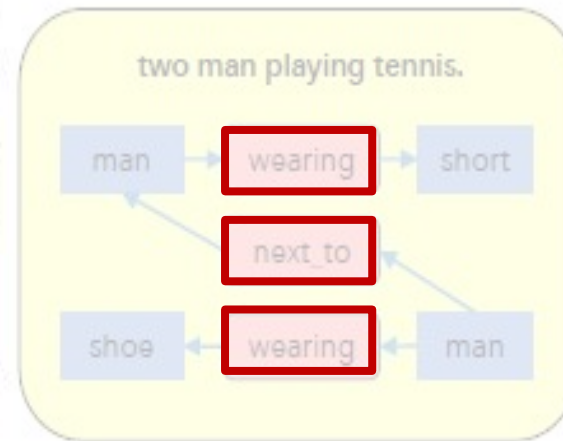 two man playing tennis.
man wearing short
next_to
shoe wearing man